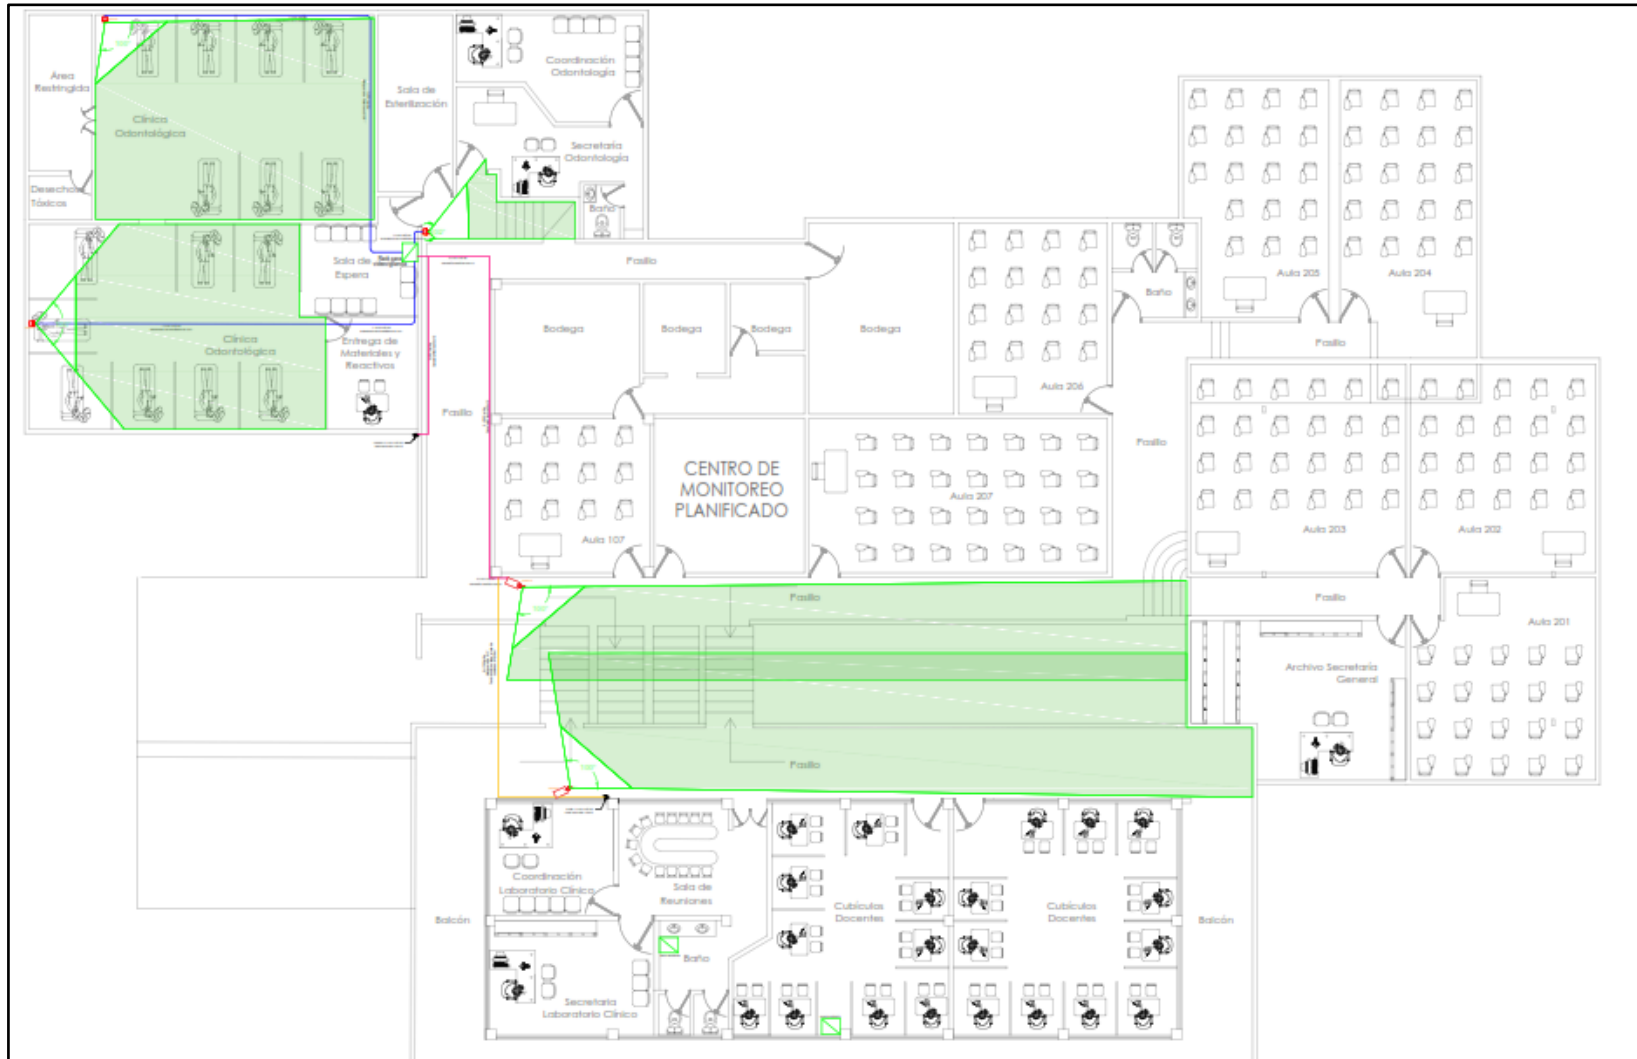 Área
Restringida
Clínica
Odontológica
Desechos
Tóxicos
Sala de
Esterilización
Coordinación
Odontología
Secretaria
Odontología
Baño
Sala de
Espera
Clínica
Odontológica
Entrega de
Materiales y
Reactivos
Pasillo
Pasillo
Bodega
Bodega
Bodega
Bodega
Aula 206
Baño
Aula 205
Aula 204
Pasillo
Pasillo
Aula 107
CENTRO DE
MONITOREO
PLANIFICADO
Aula 207
Aula 203
Aula 202
Pasillo
Pasillo
Aula 201
Archivo Secretaría
General
Pasillo
Balcón
Coordinación
Laboratorio Clínico
Sala de
Reuniones
Cubículos
Docentes
Cubículos
Docentes
Balcón
Baño
Secretaria
Laboratorio Clínico